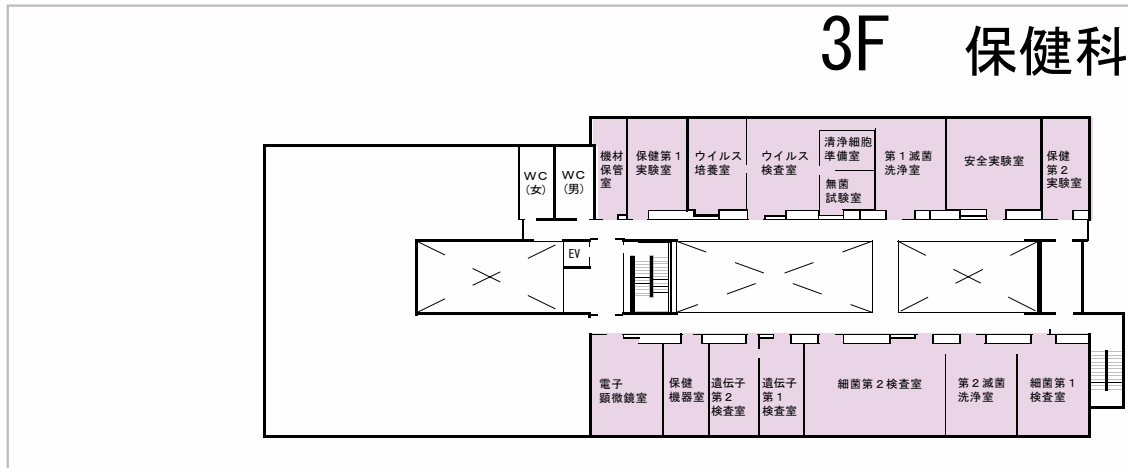 3F 保健科
機材
保管
室
保健第1
実験室
ウイルス
培養室
ウイルス
検査室
清浄細胞
準備室
無菌
試験室
第1滅菌
洗浄室
安全実験室
保健
第2
実験室
WC
(女)
WC
(男)
EV
電子
顕微鏡室
保健
機器室
遺伝子
第2
検査室
遺伝子
第1
検査室
細菌第2検査室
第2滅菌
洗浄室
細菌第1
検査室